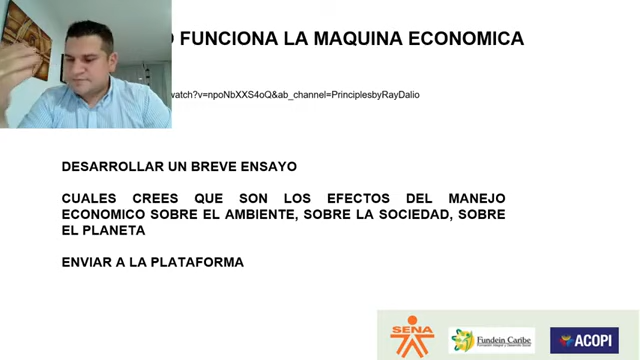 O FUNCIONA LA MAQUINA ECONOMICA
watch?v=npoNbXXS4oQ&ab_channel=PrinciplesbyRayDalio
DESARROLLAR UN BREVE ENSAYO
CUALES CREES QUE SON LOS EFECTOS DEL MANEJO
ECONOMICO SOBRE EL AMBIENTE, SOBRE LA SOCIEDAD, SOBRE
EL PLANETA
ENVIAR A LA PLATAFORMA
SENA
Fundein Caribe
ACOPI